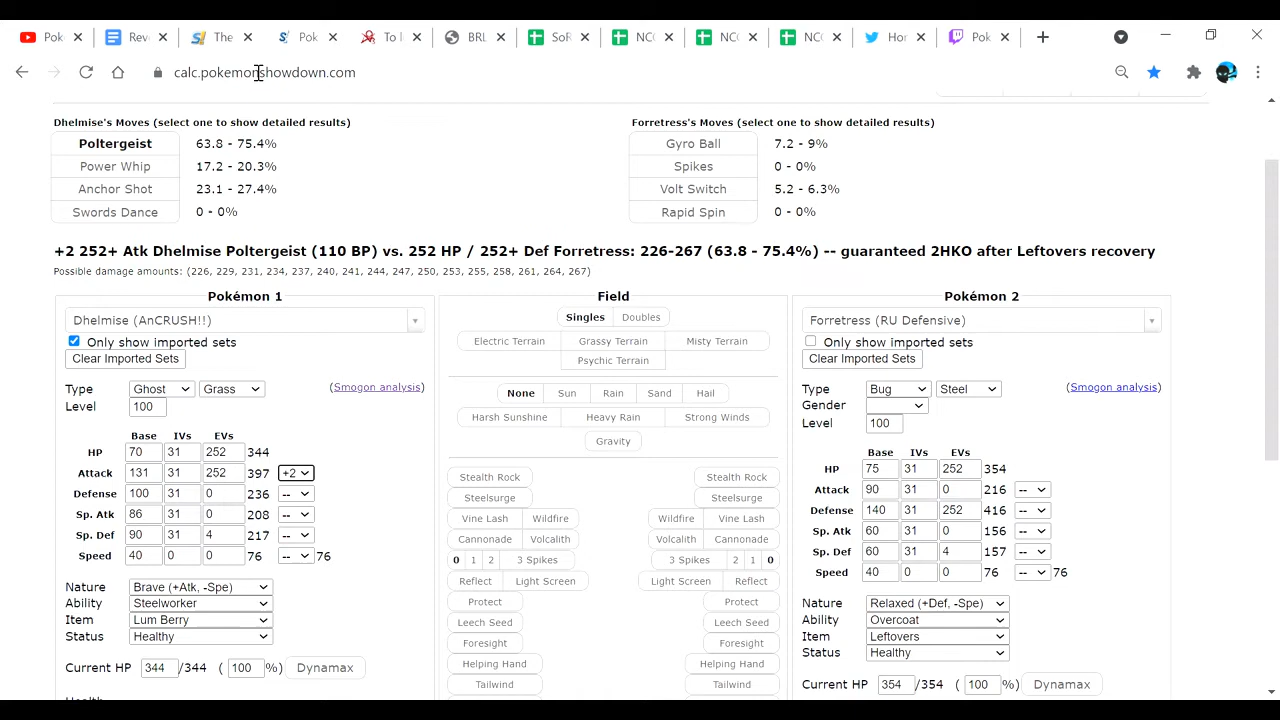 Pok Rev The Pok To l BRL SoR NC NC NC Hor Pok
calc.pokemonshowdown.com
Dhelmise's Moves (select one to show detailed results)
Poltergeist 63.8 - 75.4%
Power Whip 17.2 - 20.3%
Anchor Shot 23.1 - 27.4%
Swords Dance 0 - 0%
Forretress's Moves (select one to show detailed results)
Gyro Ball 7.2 - 9%
Spikes 0 - 0%
Volt Switch 5.2 - 6.3%
Rapid Spin 0 - 0%
+2 252+ Atk Dhelmise Poltergeist (110 BP) vs. 252 HP / 252+ Def Forretress: 226-267 (63.8 - 75.4%) -- guaranteed 2HKO after Leftovers recovery
Possible damage amounts: (226, 229, 231, 234, 237, 240, 241, 244, 247, 250, 253, 255, 258, 261, 264, 267)
Pokémon 1
Dhelmise (AnCRUSH!!)
Only show imported sets
Clear Imported Sets
Type Ghost Grass (Smogon analysis)
Level 100
Base IVs EVs
HP 70 31 252 344
Attack 131 31 252 397 +2
Defense 100 31 0 236 --
Sp. Atk 86 31 0 208 --
Sp. Def 90 31 4 217 --
Speed 40 0 0 76 -- 76
Nature Brave (+Atk, -Spe)
Ability Steelworker
Item Lum Berry
Status Healthy
Current HP 344 /344 ( 100 %) Dynamax
Field
Singles Doubles
Electric Terrain Grassy Terrain Misty Terrain
Psychic Terrain
None Sun Rain Sand Hail
Harsh Sunshine Heavy Rain Strong Winds
Gravity
Stealth Rock Stealth Rock
Steelsurge Steelsurge
Vine Lash Wildfire Wildfire Vine Lash
Cannonade Volcalith Volcalith Cannonade
0 1 2 3 Spikes 3 Spikes 2 1 0
Reflect Light Screen Light Screen Reflect
Protect Protect
Leech Seed Leech Seed
Foresight Foresight
Helping Hand Helping Hand
Tailwind Tailwind
Pokémon 2
Forretress (RU Defensive)
Only show imported sets
Clear Imported Sets
Type Bug Steel (Smogon analysis)
Gender
Level 100
Base IVs EVs
HP 75 31 252 354
Attack 90 31 0 216 --
Defense 140 31 252 416 --
Sp. Atk 60 31 0 156 --
Sp. Def 60 31 4 157 --
Speed 40 0 0 76 -- 76
Nature Relaxed (+Def, -Spe)
Ability Overcoat
Item Leftovers
Status Healthy
Current HP 354 /354 ( 100 %) Dynamax